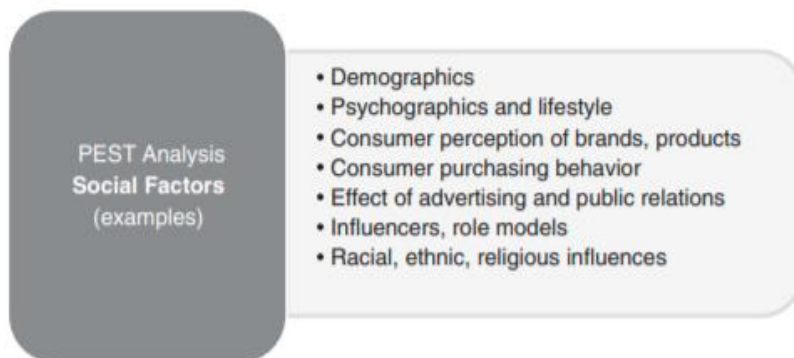 PEST Analysis
Social Factors
(examples)
• Demographics
• Psychographics and lifestyle
• Consumer perception of brands, products
• Consumer purchasing behavior
• Effect of advertising and public relations
• Influencers, role models
• Racial, ethnic, religious influences